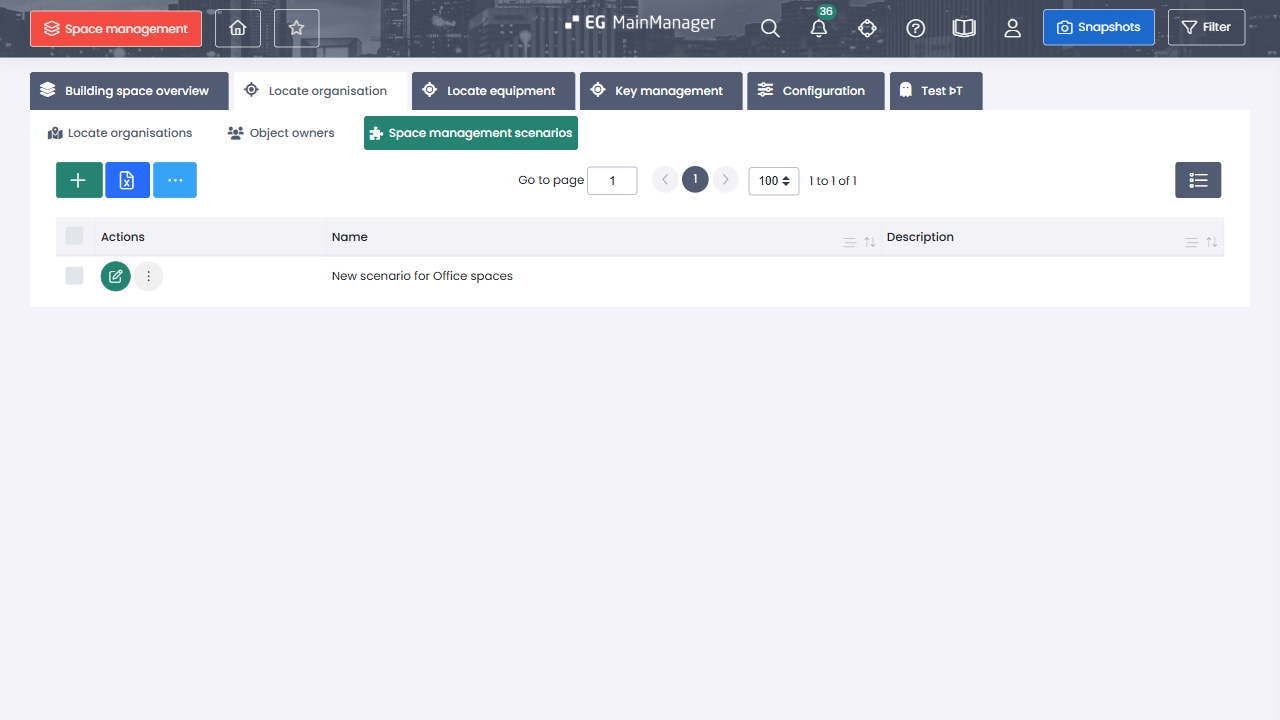 Space management
EG MainManager
36
Snapshots
Filter
Building space overview
Locate organisation
Locate equipment
Key management
Configuration
Test ÞT
Locate organisations
Object owners
Space management scenarios
Go to page 1
1
100
1 to 1 of 1
Actions
Name
Description
New scenario for Office spaces